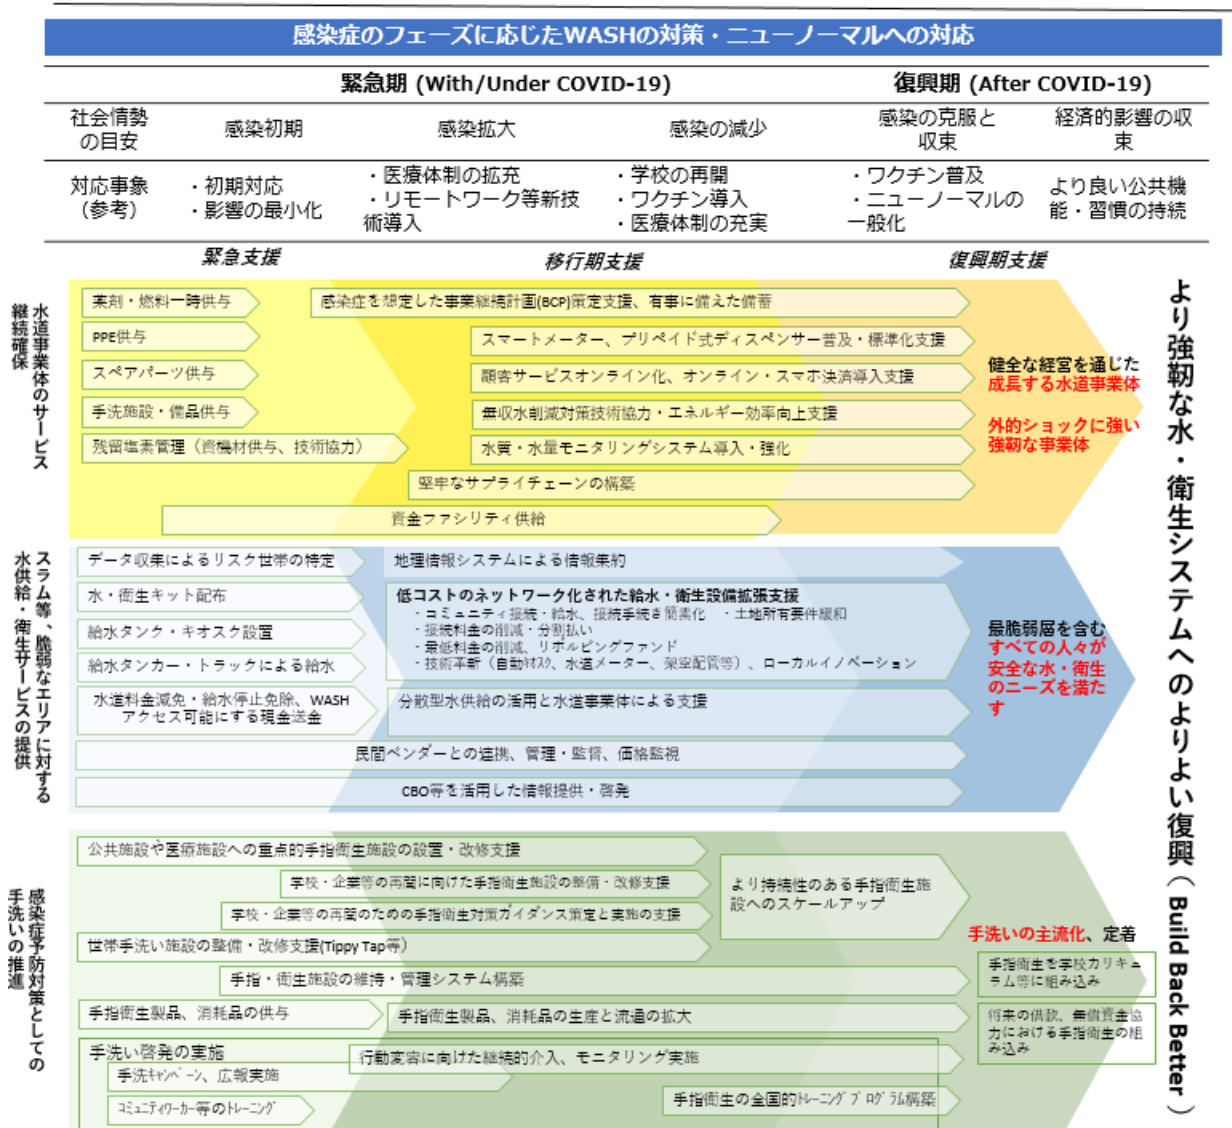 感染症のフェーズに応じたWASHの対策・ニューノーマルへの対応
緊急期 (With/Under COVID-19)
復興期 (After COVID-19)
社会情勢
の目安
感染初期
感染拡大
感染の減少
感染の克服と
収束
経済的影響の収
束
対応事象
（参考）
・初期対応
・影響の最小化
・医療体制の拡充
・リモートワーク等新技
術導入
・学校の再開
・ワクチン導入
・医療体制の充実
・ワクチン普及
・ニューノーマルの
一般化
より良い公共機
能・習慣の持続
緊急支援
移行期支援
復興期支援
水道事業体のサービス
継続確保
薬剤・燃料一時供与
PPE供与
スペアパーツ供与
手洗施設・備品供与
残留塩素管理（資機材供与、技術協力）
感染症を想定した事業継続計画(BCP)策定支援、有事に備えた備蓄
スマートメーター、プリペイド式ディスペンサー普及・標準化支援
顧客サービスオンライン化、オンライン・スマホ決済導入支援
無収水削減対策技術協力・エネルギー効率向上支援
水質・水量モニタリングシステム導入・強化
堅牢なサプライチェーンの構築
資金ファシリティ供給
健全な経営を通じた
成長する水道事業体
外的ショックに強い
強靭な事業体
スラム等、脆弱なエリアに対する
水供給・衛生サービスの提供
データ収集によるリスク世帯の特定
水・衛生キット配布
給水タンク・キオスク設置
給水タンカー・トラックによる給水
水道料金減免・給水停止免除、WASH
アクセス可能にする現金送金
地理情報システムによる情報集約
低コストのネットワーク化された給水・衛生設備拡張支援
・コミュニティ接続・給水、接続手続き簡素化　・土地所有要件緩和
・接続料金の削減・分割払い
・最低料金の削減、リボルビングファンド
・技術革新（自動ｷｵｽｸ、水道メーター、架空配管等）、ローカルイノベーション
分散型水供給の活用と水道事業体による支援
民間ベンダーとの連携、管理・監督、価格監視
CBO等を活用した情報提供・啓発
最脆弱層を含む
すべての人々が
安全な水・衛生
のニーズを満た
す
感染症予防対策としての
手洗いの推進
公共施設や医療施設への重点的手指衛生施設の設置・改修支援
学校・企業等の再開に向けた手指衛生施設の整備・改修支援
学校・企業等の再開のための手指衛生対策ガイダンス策定と実施の支援
世帯手洗い施設の整備・改修支援(Tippy Tap等)
手指・衛生施設の維持・管理システム構築
手指衛生製品、消耗品の供与
手指衛生製品、消耗品の生産と流通の拡大
より持続性のある手指衛生施
設へのスケールアップ
手洗い啓発の実施
手洗ｷｬﾝﾍﾟｰﾝ、広報実施
ｺﾐｭﾆﾃｨﾜｰｶｰ等のﾄﾚｰﾆﾝｸﾞ
行動変容に向けた継続的介入、モニタリング実施
手指衛生の全国的ﾄﾚｰﾆﾝｸﾞﾌﾟﾛｸﾞﾗﾑ構築
手洗いの主流化、定着
手指衛生を学校カリキュ
ラム等に組み込み
将来の借款、無償資金協
力における手指衛生の組
み込み
より強靭な水・衛生システムへのよりよい復興（Build Back Better）